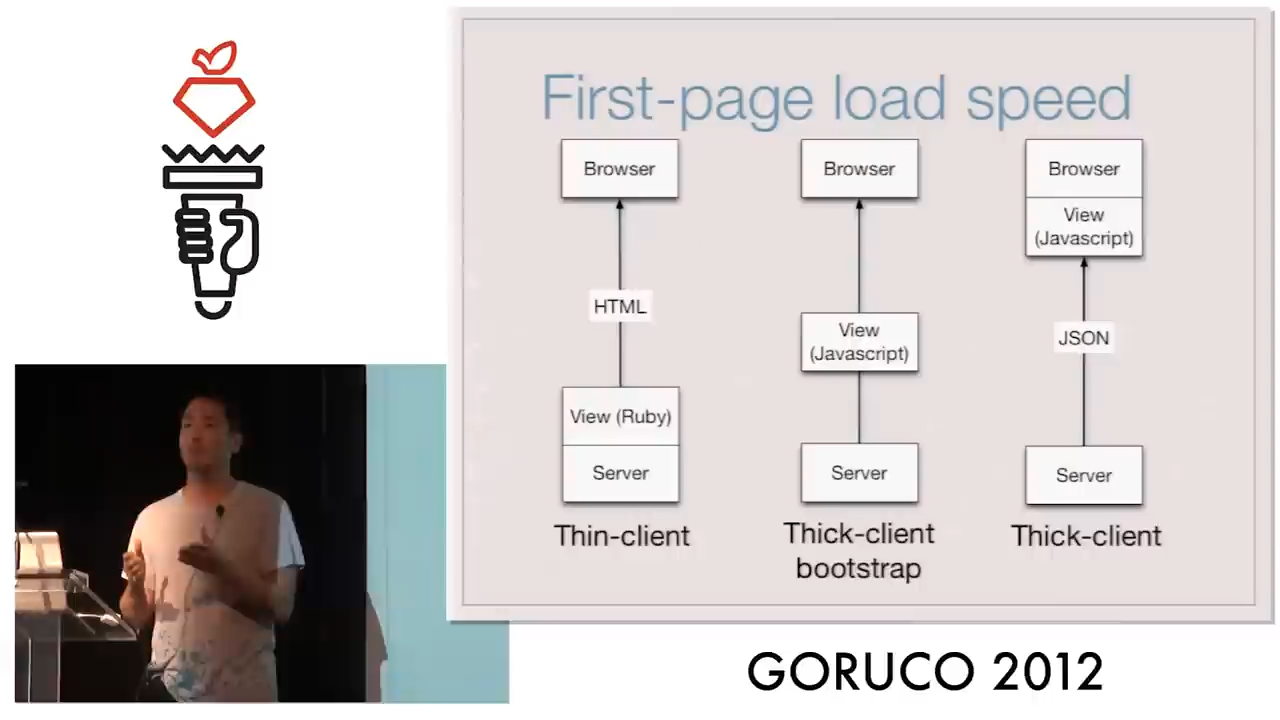 First-page load speed
Browser
HTML
View (Ruby)
Server
Thin-client
Browser
View
(Javascript)
Server
Thick-client
bootstrap
Browser
View
(Javascript)
JSON
Server
Thick-client
GORUCO 2012